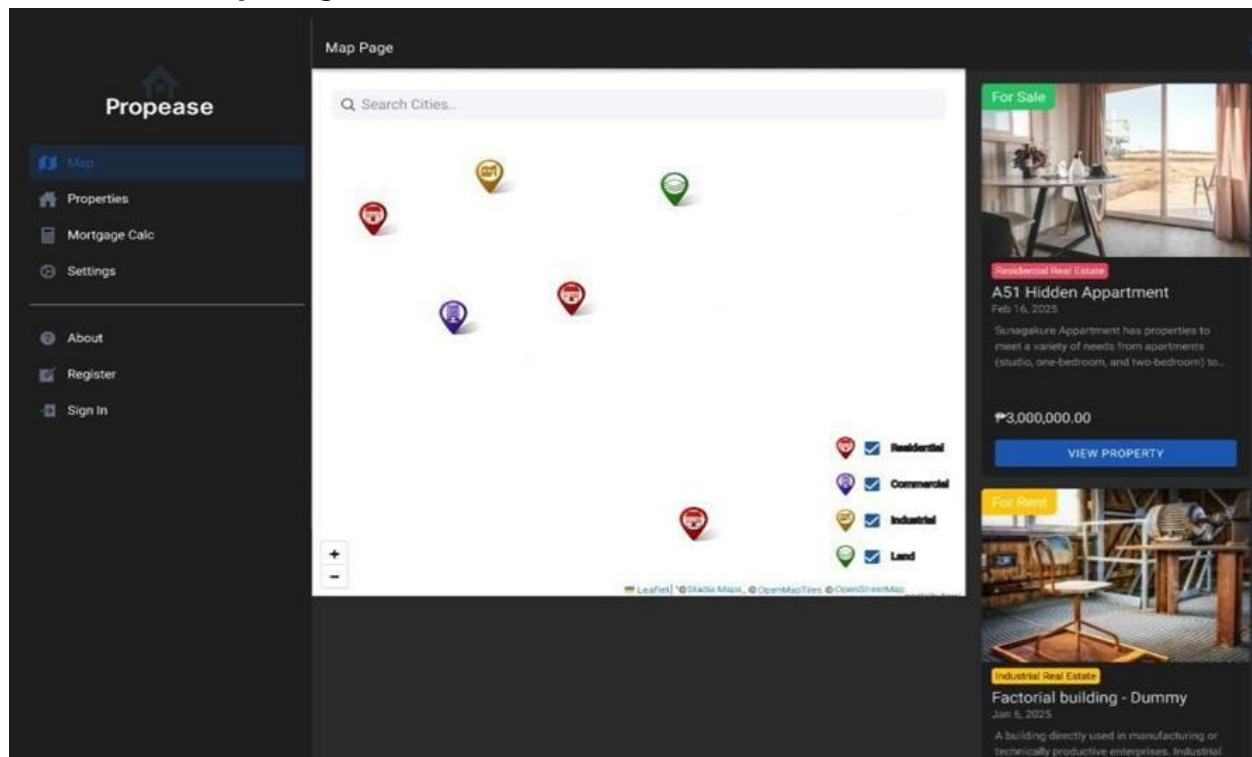 Propease
Map
Properties
Mortgage Calc
Settings
About
Register
Sign In
Map Page
Search Cities..
Residential
Commercial
Industrial
Land
+
−
Leaflet | © Stadia Maps, © OpenMapTiles © OpenStreetMap
For Sale
Residential Real Estate
A51 Hidden Appartment
Feb 16, 2025
Sunagakure Appartment has properties to
meet a variety of needs from apartments
(studio, one-bedroom, and two-bedroom) to...
₱3,000,000.00
VIEW PROPERTY
For Rent
Industrial Real Estate
Factorial building - Dummy
Jan 5, 2025
A building directly used in manufacturing or
technically productive enterprises. Industrial